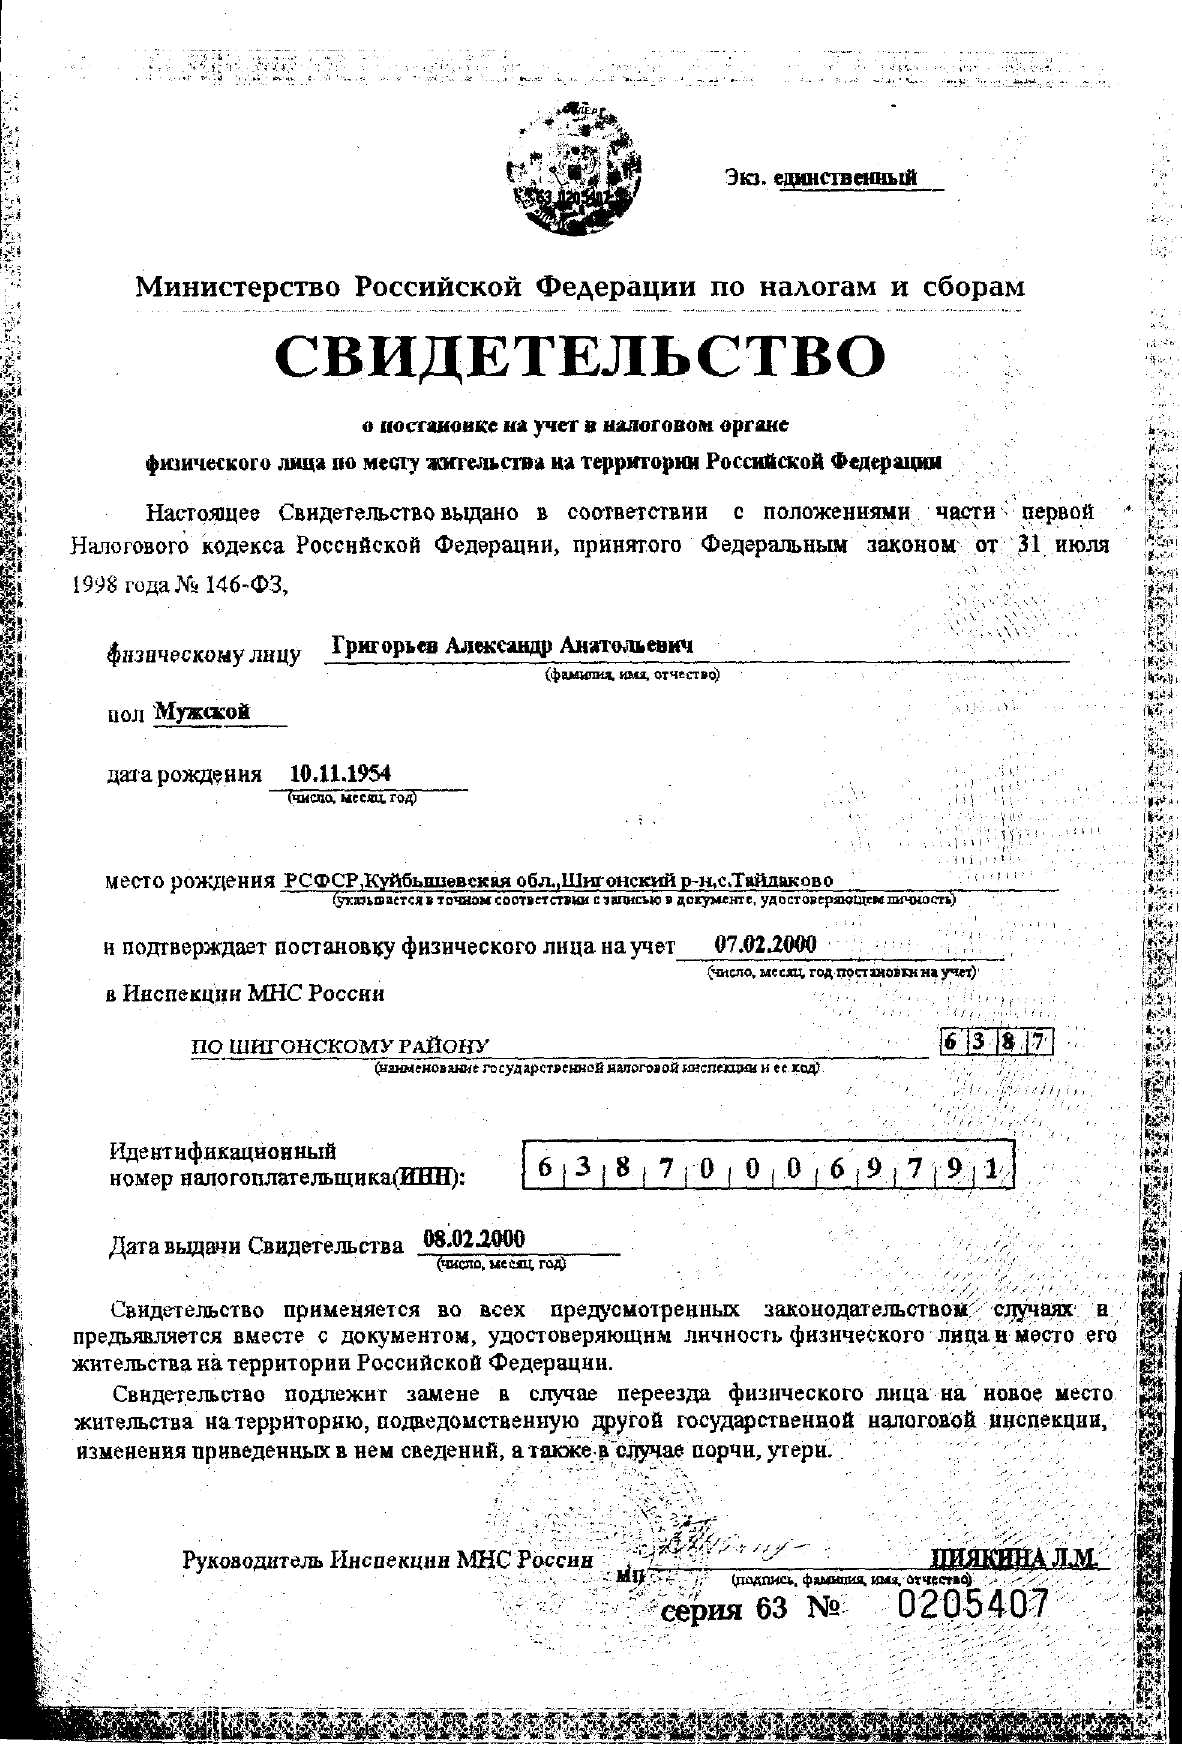 Экз. единственный
Министерство Российской Федерации по налогам и сборам
СВИДЕТЕЛЬСТВО
о постановке на учет в налоговом органе
физического лица по месту жительства на территории Российской Федерации
Настоящее Свидетельство выдано в соответствии с положениями части первой
Налогового кодекса Российской Федерации, принятого Федеральным законом от 31 июля
1998 года № 146-ФЗ,
физическому лицу Григорьев Александр Анатольевич
(фамилия, имя, отчество)
пол Мужской
дата рождения 10.11.1954
(число, месяц, год)
место рождения РСФСР,Куйбышевская обл.,Шигонский р-н,с.Тайдаково
(указывается в точном соответствии с записью в документе, удостоверяющем личность)
и подтверждает постановку физического лица на учет 07.02.2000
(число, месяц, год постановки на учет)
в Инспекции МНС России
ПО ШИГОНСКОМУ РАЙОНУ 6387
(наименование государственной налоговой инспекции и ее код)
Идентификационный
номер налогоплательщика(ИНН): 638700069791
Дата выдачи Свидетельства 08.02.2000
(число, месяц, год)
Свидетельство применяется во всех предусмотренных законодательством случаях и
предъявляется вместе с документом, удостоверяющим личность физического лица и место его
жительства на территории Российской Федерации.
Свидетельство подлежит замене в случае переезда физического лица на новое место
жительства на территорию, подведомственную другой государственной налоговой инспекции,
изменения приведенных в нем сведений, а также в случае порчи, утери.
Руководитель Инспекции МНС России ПИЯКИНА Л.М.
МП (подпись, фамилия, имя, отчество)
серия 63 № 0205407